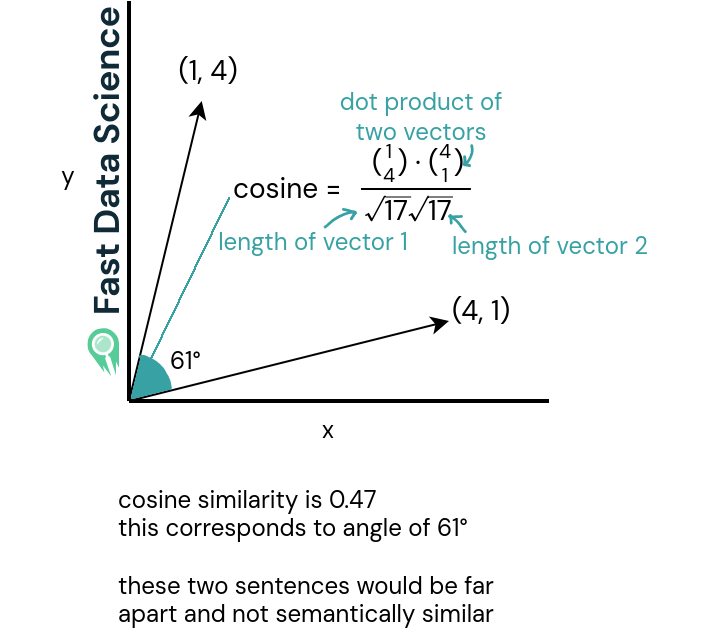 Fast Data Science
(1, 4)
dot product of
two vectors
y
cosine = (1 4) · (4 1)
√17√17
length of vector 1
length of vector 2
(4, 1)
61°
x
cosine similarity is 0.47
this corresponds to angle of 61°
these two sentences would be far
apart and not semantically similar